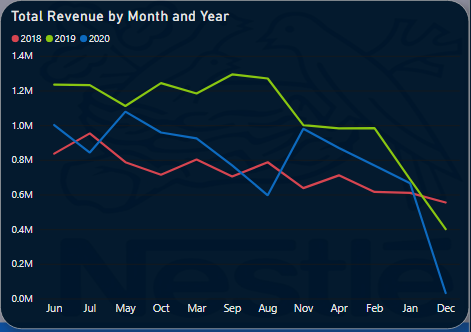 Total Revenue by Month and Year
2018 2019 2020
1.4M
1.2M
1.0M
0.8M
0.6M
0.4M
0.2M
0.0M
Jun Jul May Oct Mar Sep Aug Nov Apr Feb Jan Dec
Nestlé